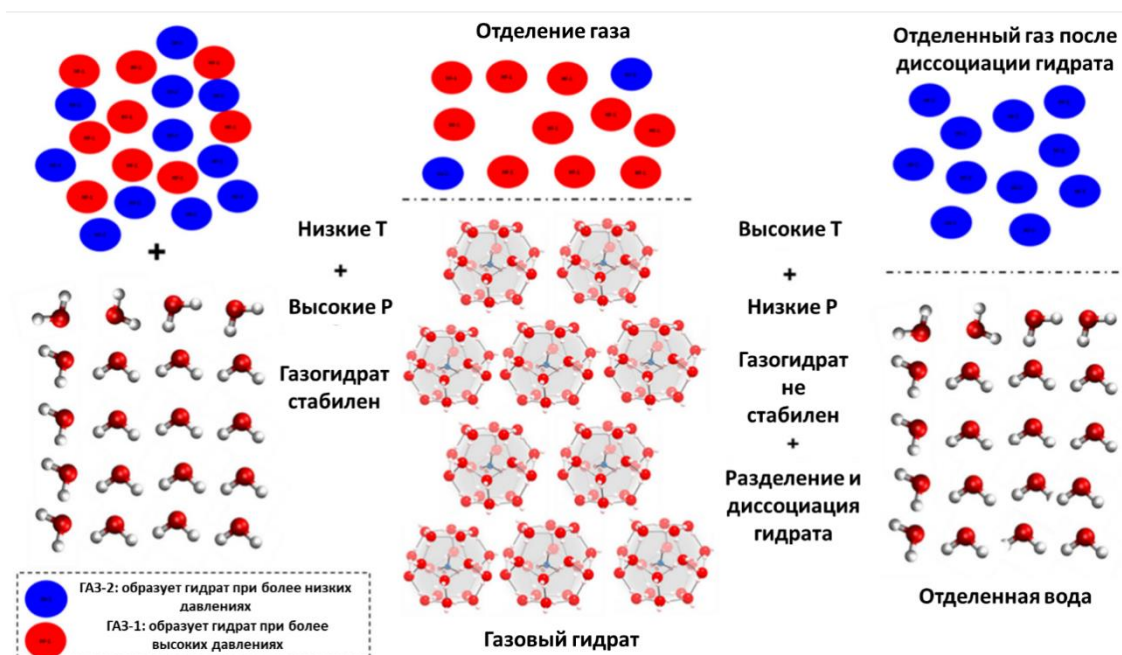 Отделение газа
Отделенный газ после
диссоциации гидрата
+
Низкие Т
+
Высокие Р
Газогидрат
стабилен
Высокие Т
+
Низкие Р
Газогидрат
не
стабилен
+
Разделение и
диссоциация
гидрата
ГАЗ-2: образует гидрат при более низких
давлениях
ГАЗ-1: образует гидрат при более
высоких давлениях
Газовый гидрат
Отделенная вода